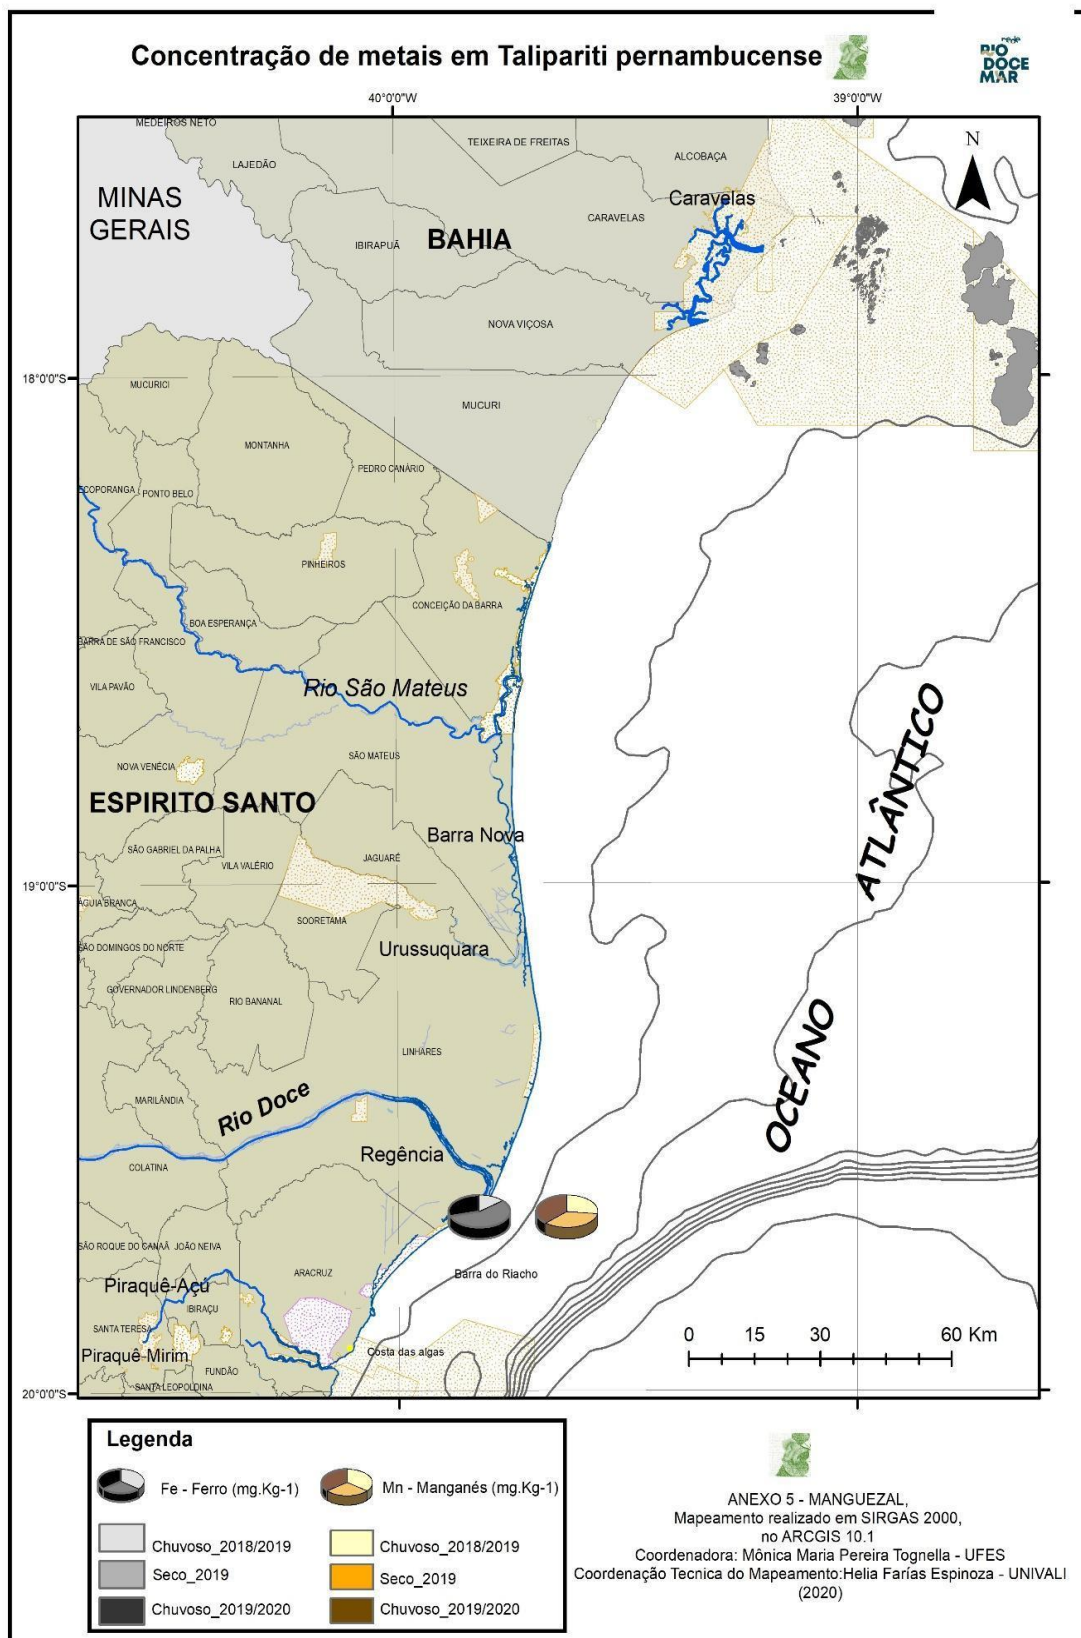 Concentração de metais em Talipariti pernambucense
RIO
DOCE
MAR
40°0'0"W
39°0'0"W
MEDEIROS NETO
TEIXEIRA DE FREITAS
LAJEDÃO
ALCOBAÇA
N
MINAS
GERAIS
Caravelas
CARAVELAS
BAHIA
IBIRAPUÃ
NOVA VIÇOSA
18°0'0"S
MUCURICI
MUCURI
MONTANHA
PEDRO CANÁRIO
ECOPORANGA
PONTO BELO
PINHEIROS
CONCEIÇÃO DA BARRA
BOA ESPERANÇA
BARRA DE SÃO FRANCISCO
VILA PAVÃO
Rio São Mateus
SÃO MATEUS
NOVA VENÉCIA
ESPIRITO SANTO
ATLÂNTICO
Barra Nova
SÃO GABRIEL DA PALHA
JAGUARÉ
VILA VALÉRIO
19°0'0"S
ÁGUIA BRANCA
SOORETAMA
SÃO DOMINGOS DO NORTE
Urussuquara
GOVERNADOR LINDENBERG
RIO BANANAL
LINHARES
OCEANO
MARILÂNDIA
Rio Doce
Regência
COLATINA
SÃO ROQUE DO CANAÃ
JOÃO NEIVA
ARACRUZ
Barra do Riacho
Piraquê-Açú
IBIRAÇU
SANTA TERESA
Piraquê-Mirim
Costa das algas
FUNDÃO
SANTA LEOPOLDINA
20°0'0"S
0 15 30 60 Km
Legenda
Fe - Ferro (mg.Kg-1)
Mn - Manganés (mg.Kg-1)
Chuvoso_2018/2019
Chuvoso_2018/2019
Seco_2019
Seco_2019
Chuvoso_2019/2020
Chuvoso_2019/2020
ANEXO 5 - MANGUEZAL,
Mapeamento realizado em SIRGAS 2000,
no ARCGIS 10.1
Coordenadora: Mônica Maria Pereira Tognella - UFES
Coordenação Tecnica do Mapeamento:Helia Farías Espinoza - UNIVALI
(2020)